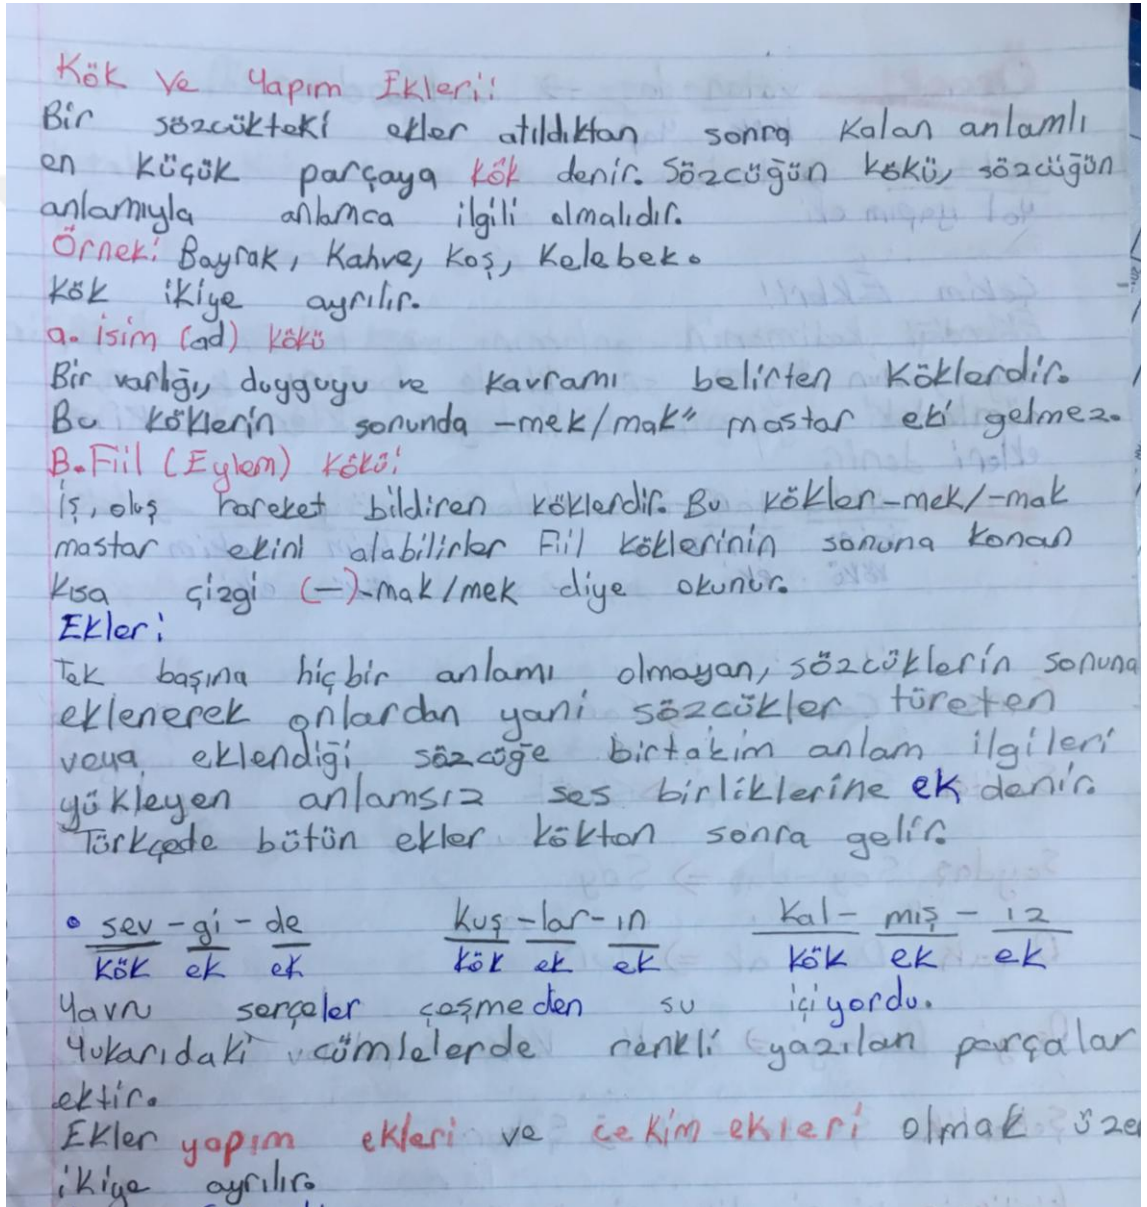 Kök Ve Yapım Ekleri:
Bir sözcükteki ekler atıldıktan sonra Kalan anlamlı
en küçük parçaya kök denir. Sözcüğün kökü, sözcüğün
anlamıyla anlamca ilgili olmalıdır.
Örnek: Bayrak, Kahve, Koş, Kelebek.
Kök ikiye ayrılır.
a. isim (ad) kökü
Bir varlığı, duyguyu ve kavramı belirten köklerdir.
Bu köklerin sonunda -mek/mak" mastar eki gelmez.
B. Fiil (Eylem) kökü:
iş, oluş hareket bildiren köklerdir. Bu kökler -mek/-mak
mastar ekini alabilirler Fiil köklerinin sonuna konan
kısa çizgi (-)-mak/mek diye okunur.
Ekler:
Tek başına hiçbir anlamı olmayan, sözcüklerin sonuna
eklenerek onlardan yani sözcükler türeten
veya eklendiği sözcüğe birtakim anlam ilgileri
yükleyen anlamsız ses birliklerine ek denir.
Türkçede bütün ekler kökten sonra gelir.
• sev - gi - de kuş - lar - ın Kal - mış - ız
kök ek ek kök ek ek kök ek ek
Yavru serçeler çeşmeden su içiyordu.
Yukarıdaki cümlelerde renkli yazılan parçalar
ektir.
Ekler yapım ekleri ve çekim ekleri olmak üze
ikiye ayrılır.